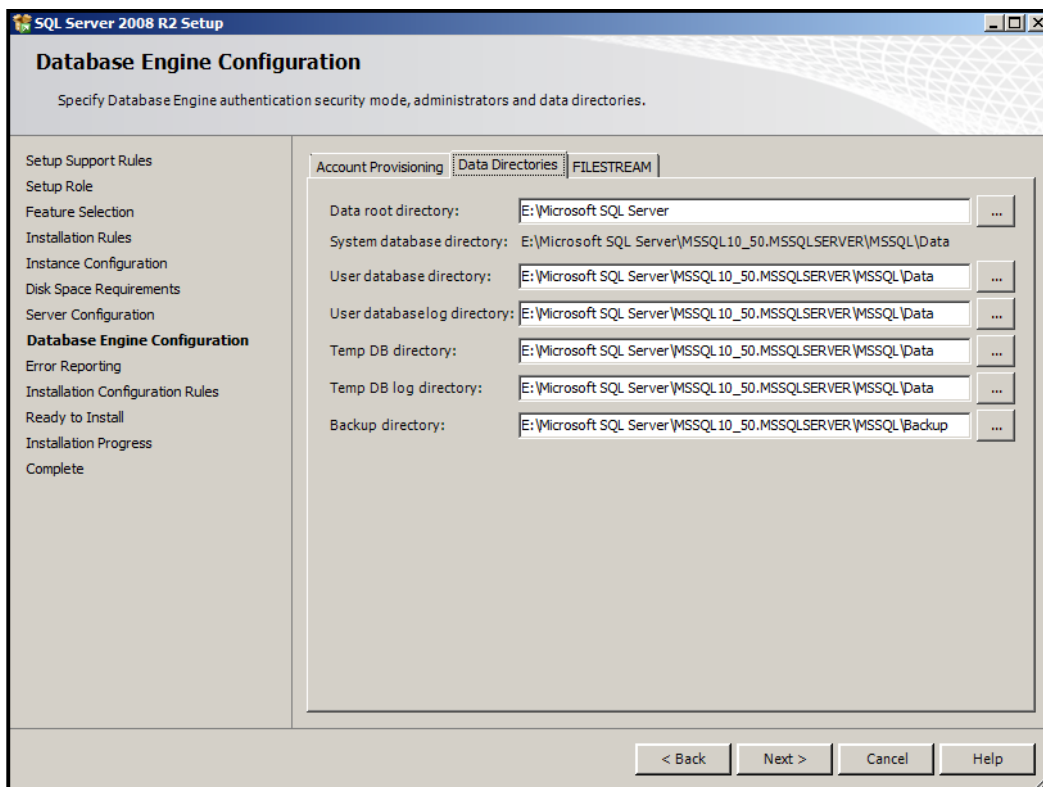 SQL Server 2008 R2 Setup
Database Engine Configuration
Specify Database Engine authentication security mode, administrators and data directories.
Setup Support Rules
Setup Role
Feature Selection
Installation Rules
Instance Configuration
Disk Space Requirements
Server Configuration
Database Engine Configuration
Error Reporting
Installation Configuration Rules
Ready to Install
Installation Progress
Complete
Account Provisioning Data Directories FILESTREAM
Data root directory: E:\Microsoft SQL Server ...
System database directory: E:\Microsoft SQL Server\MSSQL10_50.MSSQLSERVER\MSSQL\Data
User database directory: E:\Microsoft SQL Server\MSSQL10_50.MSSQLSERVER\MSSQL\Data ...
User database log directory: E:\Microsoft SQL Server\MSSQL10_50.MSSQLSERVER\MSSQL\Data ...
Temp DB directory: E:\Microsoft SQL Server\MSSQL10_50.MSSQLSERVER\MSSQL\Data ...
Temp DB log directory: E:\Microsoft SQL Server\MSSQL10_50.MSSQLSERVER\MSSQL\Data ...
Backup directory: E:\Microsoft SQL Server\MSSQL10_50.MSSQLSERVER\MSSQL\Backup ...
< Back Next > Cancel Help